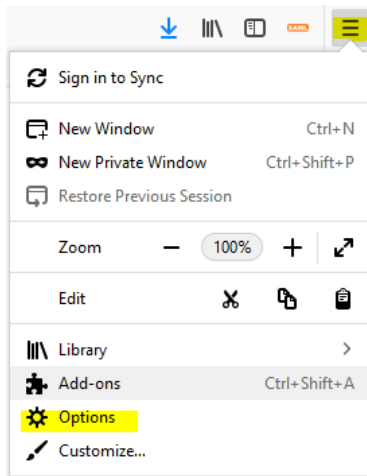 SAML
Sign in to Sync
New Window Ctrl+N
New Private Window Ctrl+Shift+P
Restore Previous Session
Zoom 100%
Edit
Library
Add-ons Ctrl+Shift+A
Options
Customize...